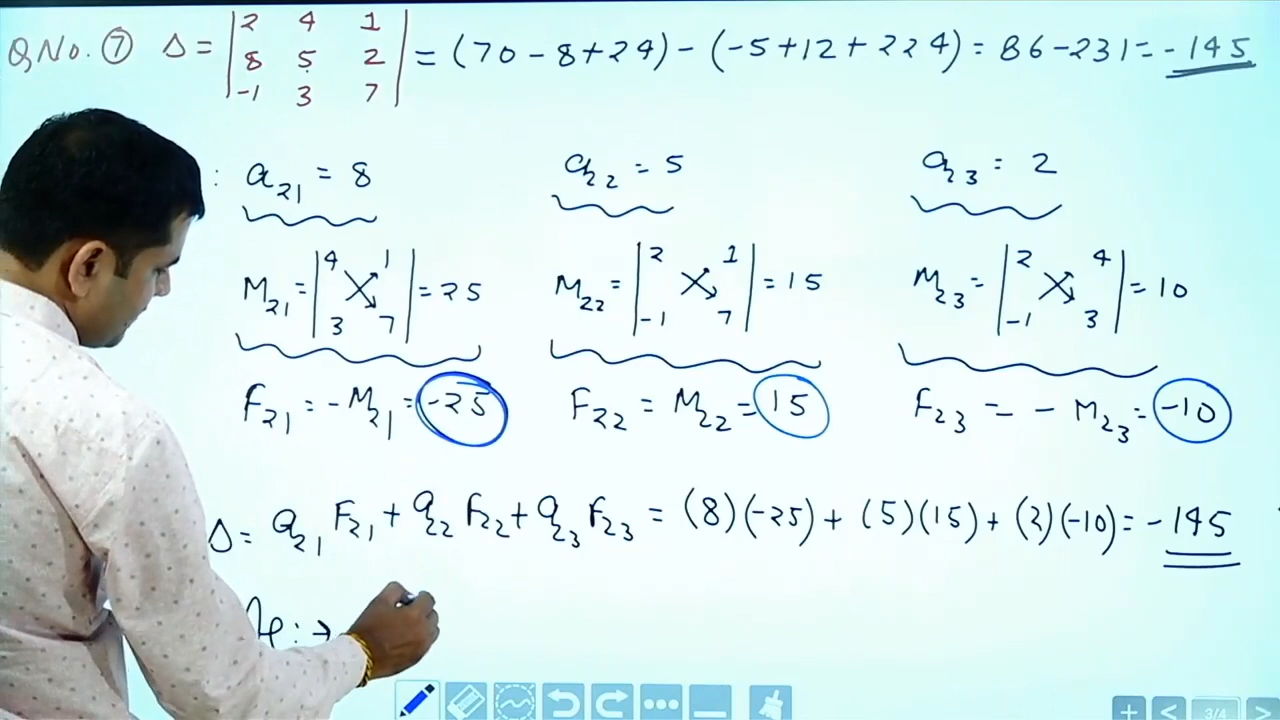 Q No. ⑦ Δ = | 2 4 1 | = (70 - 8 + 24) - (-5 + 12 + 224) = 86 - 231 = -145
| 8 5 2 |
| -1 3 7 |
: a21 = 8 a22 = 5 a23 = 2
M21 = | 4 1 | = 25 M22 = | 2 1 | = 15 M23 = | 2 4 | = 10
| 3 7 | | -1 7 | | -1 3 |
F21 = - M21 = -25 F22 = M22 = 15 F23 = - M23 = -10
Δ = a21 F21 + a22 F22 + a23 F23 = (8)(-25) + (5)(15) + (2)(-10) = -145
: →
3/4